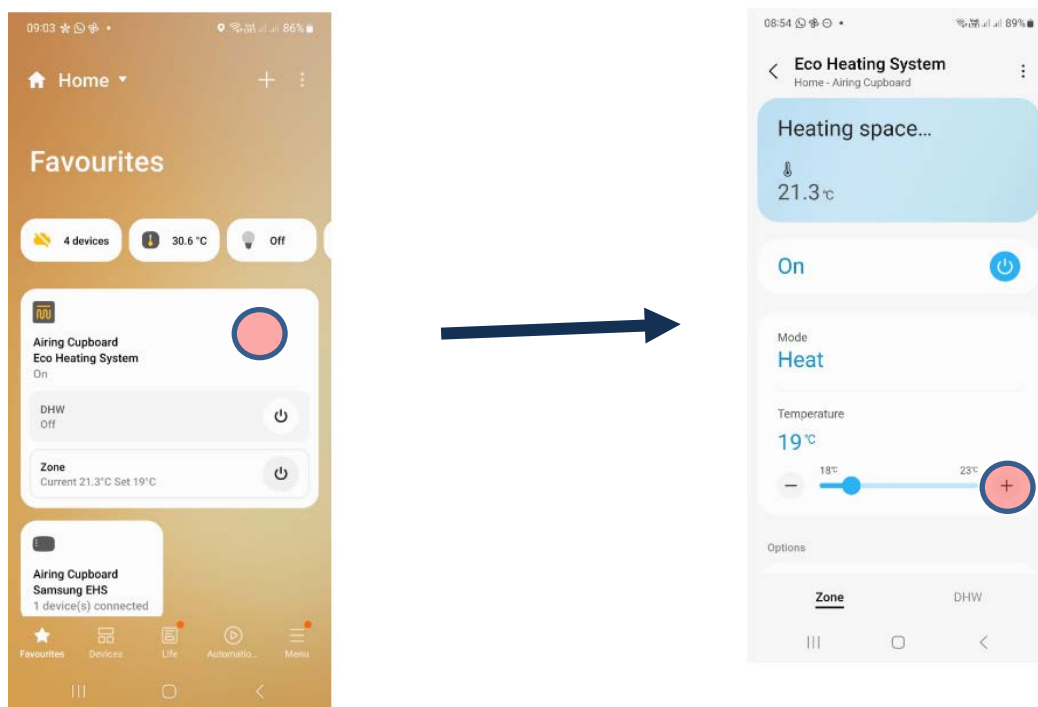 09:03 86%
Home
Favourites
4 devices 30.6 °C Off
Airing Cupboard
Eco Heating System
On
DHW
Off
Zone
Current 21.3°C Set 19°C
Airing Cupboard
Samsung EHS
1 device(s) connected
Favourites Devices Life Automatio... Menu
08:54 89%
Eco Heating System
Home - Airing Cupboard
Heating space...
21.3 °C
On
Mode
Heat
Temperature
19 °C
18°C 23°C
− +
Options
Zone DHW